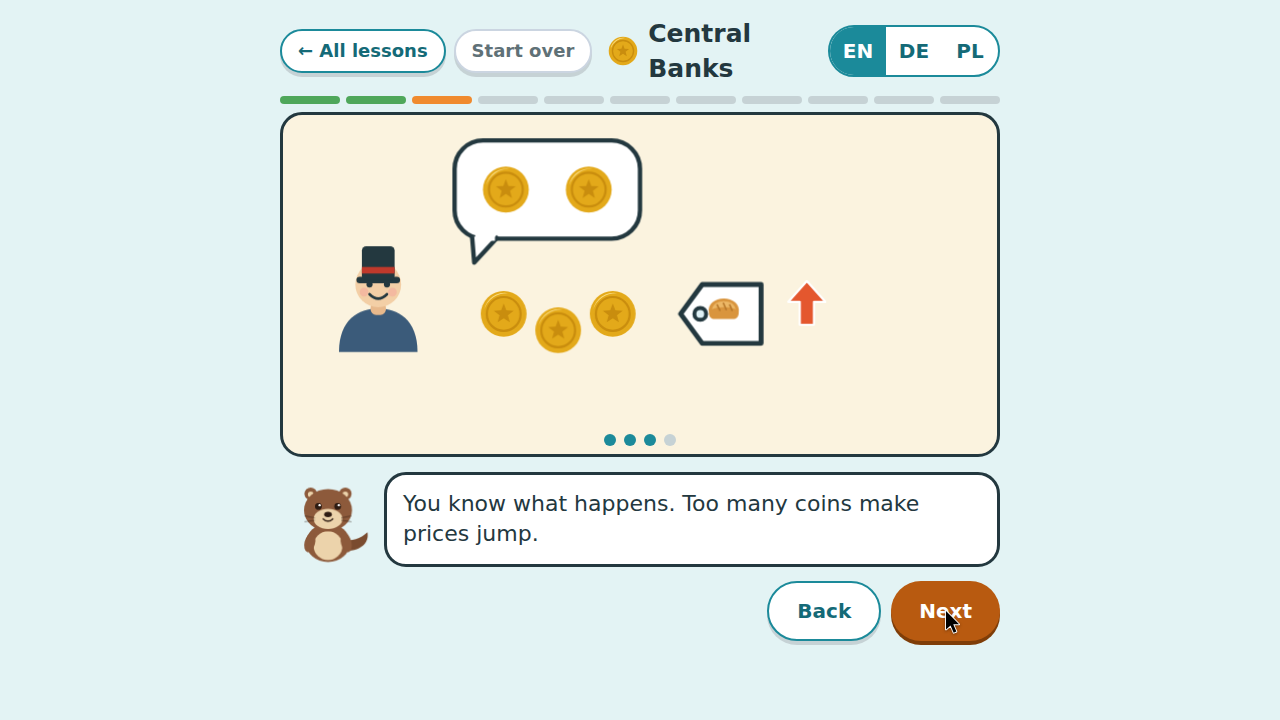 ← All lessons
Start over
Central
Banks
EN
DE
PL
You know what happens. Too many coins make
prices jump.
Back
Next